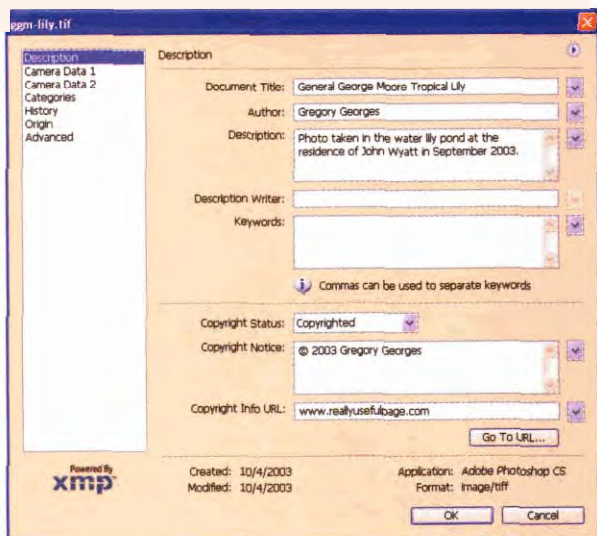 ggm-lily.tif
Description
Camera Data 1
Camera Data 2
Categories
History
Origin
Advanced
Description
Document Title: General George Moore Tropical Lily
Author: Gregory Georges
Description: Photo taken in the water lily pond at the
residence of John Wyatt in September 2003.
Description Writer:
Keywords:
Commas can be used to separate keywords
Copyright Status: Copyrighted
Copyright Notice: © 2003 Gregory Georges
Copyright Info URL: www.reallyusefulpage.com
Go To URL...
Powered By
xmp™
Created: 10/4/2003
Modified: 10/4/2003
Application: Adobe Photoshop CS
Format: image/tiff
OK
Cancel